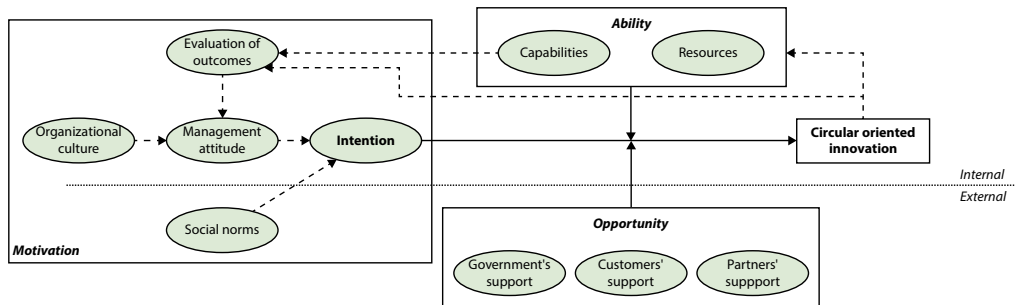 Ability
Evaluation of
outcomes
Capabilities
Resources
Organizational
culture
Management
attitude
Intention
Circular oriented
innovation
Internal
External
Social norms
Motivation
Opportunity
Government's
support
Customers'
support
Partners'
suppport